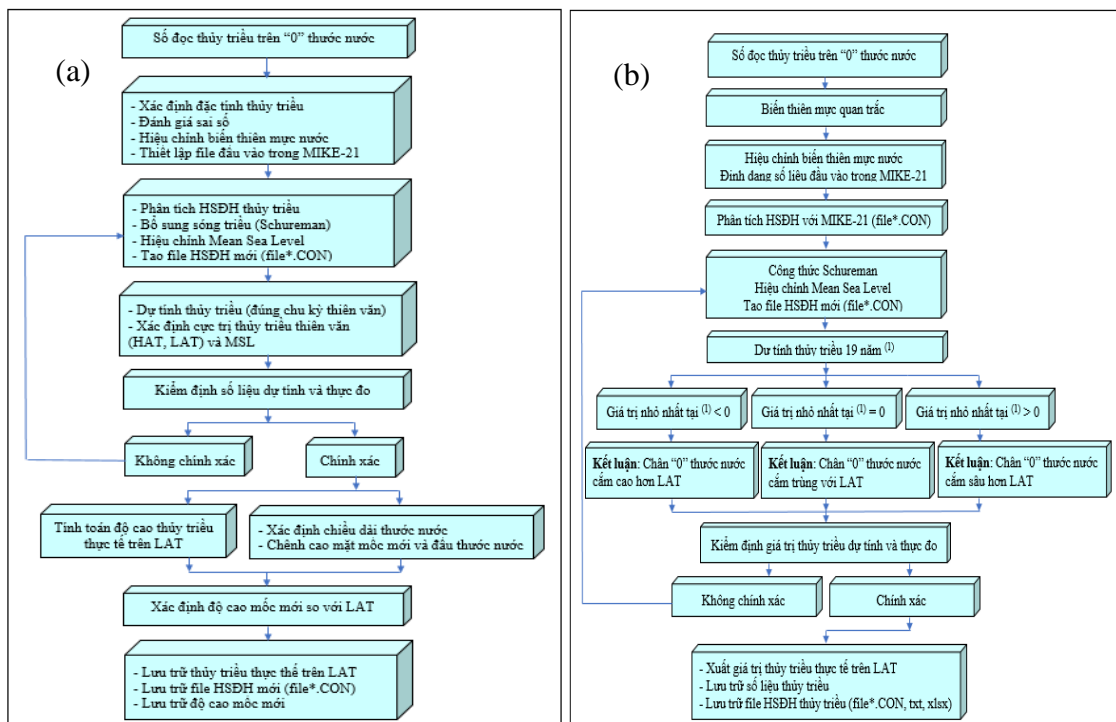 (a)
Số đọc thủy triều trên “0” thước nước
- Xác định đặc tính thủy triều
- Đánh giá sai số
- Hiệu chỉnh biến thiên mực nước
- Thiết lập file đầu vào trong MIKE-21
- Phân tích HSĐH thủy triều
- Bổ sung sóng triều (Schureman)
- Hiệu chỉnh Mean Sea Level
- Tao file HSĐH mới (file*.CON)
- Dự tính thủy triều (đúng chu kỳ thiên văn)
- Xác định cực trị thủy triều thiên văn
(HAT, LAT) và MSL
Kiểm định số liệu dự tính và thực đo
Không chính xác
Chính xác
Tính toán độ cao thủy triều
thực tế trên LAT
- Xác định chiều dài thước nước
- Chênh cao mặt mốc mới và đầu thước nước
Xác định độ cao mốc mới so với LAT
- Lưu trữ thủy triều thực thế trên LAT
- Lưu trữ file HSĐH mới (file*.CON)
- Lưu trữ độ cao mốc mới
(b)
Số đọc thủy triều trên “0” thước nước
Biến thiên mực quan trắc
Hiệu chỉnh biến thiên mực nước
Đinh dang số liêu đầu vào trong MIKE-21
Phân tích HSĐH với MIKE-21 (file*.CON)
Công thức Schureman
Hiệu chỉnh Mean Sea Level
Tao file HSĐH mới (file*.CON)
Dư tính thủy triều 19 năm (1)
Giá trị nhỏ nhất tại (1) < 0
Giá trị nhỏ nhất tại (1) = 0
Giá trị nhỏ nhất tại (1) > 0
Kết luận: Chân “0” thước nước
cắm cao hơn LAT
Kết luận: Chân “0” thước nước
cắm trùng với LAT
Kết luận: Chân “0” thước nước
cắm sâu hơn LAT
Kiểm định giá trị thủy triều dự tính và thực đo
Không chính xác
Chính xác
- Xuất giá trị thủy triều thực tế trên LAT
- Lưu trữ số liệu thủy triều
- Lưu trữ file HSĐH thủy triều (file*.CON, txt, xlsx)